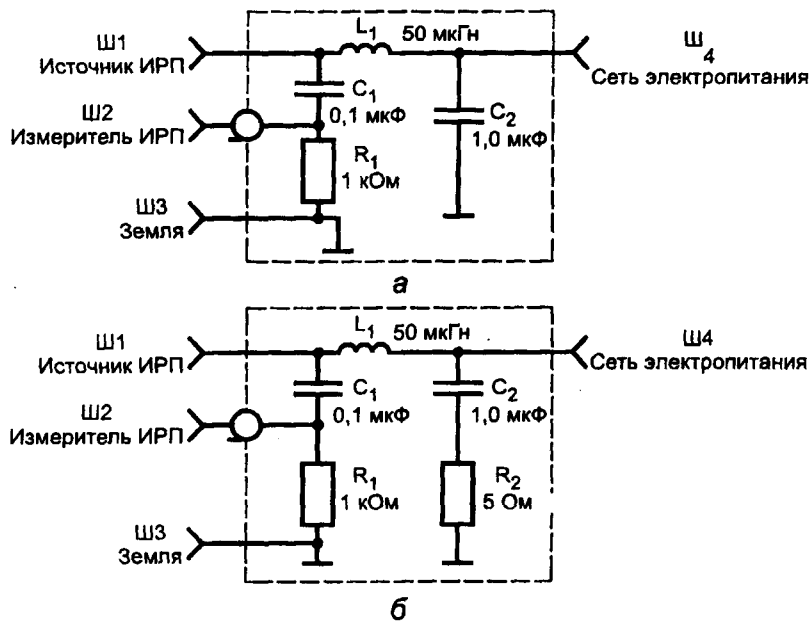 Ш1
Источник ИРП
L1
50 мкГн
Ш4
Сеть электропитания
C1
0,1 мкФ
C2
1,0 мкФ
Ш2
Измеритель ИРП
R1
1 кОм
Ш3
Земля
а
Ш1
Источник ИРП
L1
50 мкГн
Ш4
Сеть электропитания
C1
0,1 мкФ
C2
1,0 мкФ
Ш2
Измеритель ИРП
R1
1 кОм
R2
5 Ом
Ш3
Земля
б